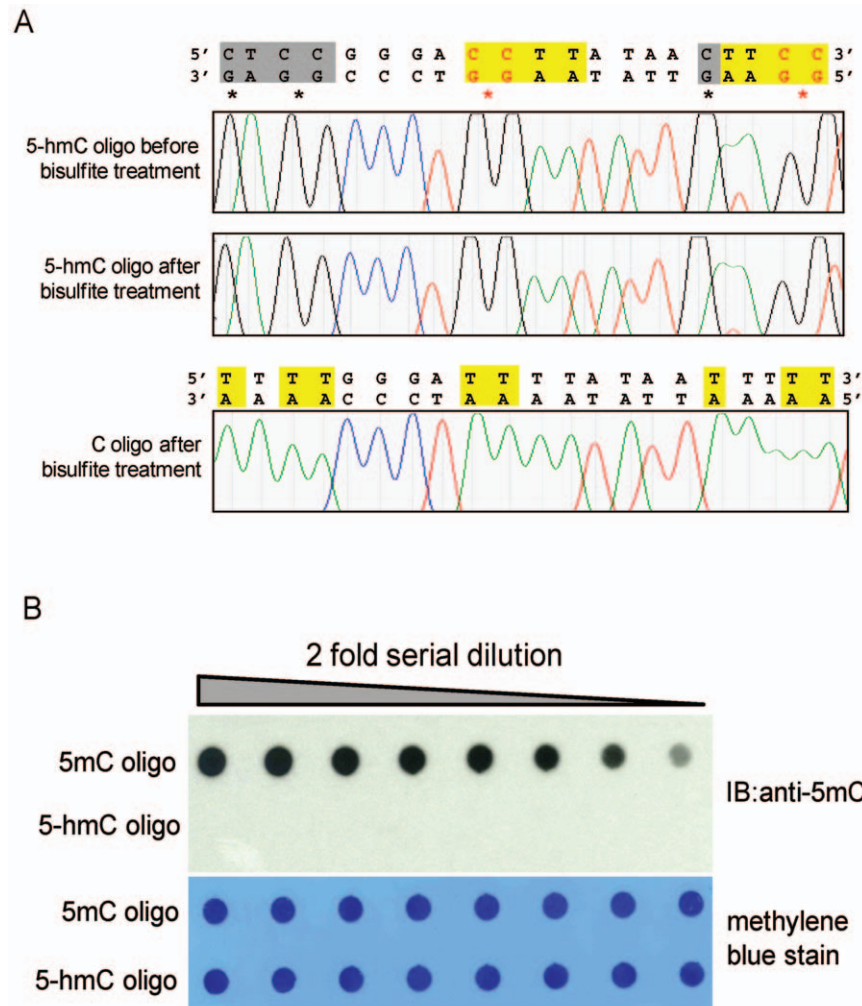 A
5' C T C C G G G A C C T T A T A A C T T C C 3'
3' G A G G C C C T G G A A T A T T G A A G G 5'
* * * * *
5-hmC oligo before
bisulfite treatment
5-hmC oligo after
bisulfite treatment
5' T T T T G G G A T T T T A T A A T T T T T 3'
3' A A A A C C C T A A A A T A T T A A A A A 5'
C oligo after
bisulfite treatment
B
2 fold serial dilution
5mC oligo
IB:anti-5mC
5-hmC oligo
5mC oligo
methylene
blue stain
5-hmC oligo